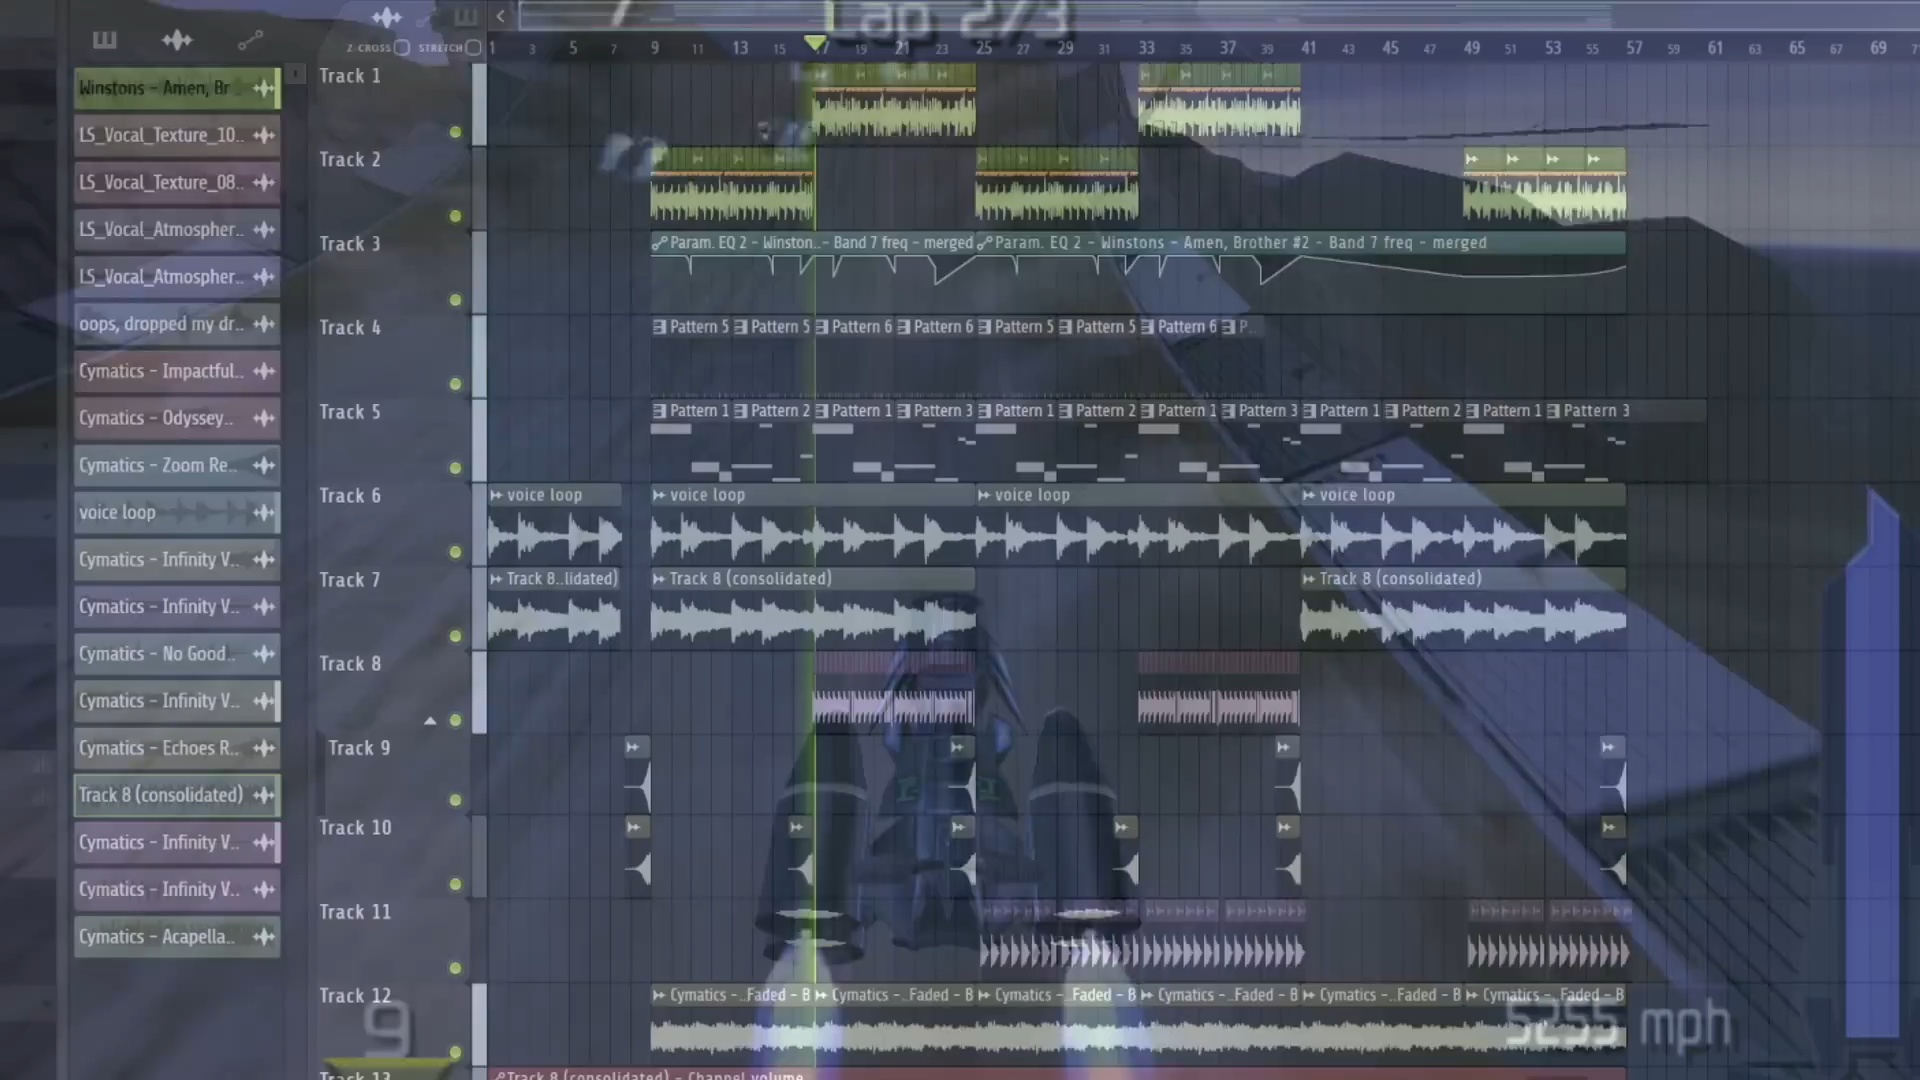 Lap 2/3
Z-CROSS STRETCH 1 3 5 7 9 11 13 15 17 19 21 23 25 27 29 31 33 35 37 39 41 43 45 47 49 51 53 55 57 59 61 63 65 67 69
Winstons - Amen, Br
LS_Vocal_Texture_10..
LS_Vocal_Texture_08..
LS_Vocal_Atmospher..
LS_Vocal_Atmospher..
oops, dropped my dr..
Cymatics - Impactful..
Cymatics - Odyssey..
Cymatics - Zoom Re..
voice loop
Cymatics - Infinity V..
Cymatics - Infinity V..
Cymatics - No Good..
Cymatics - Infinity V..
Cymatics - Echoes R..
Track 8 (consolidated)
Cymatics - Infinity V..
Cymatics - Infinity V..
Cymatics - Acapella..
Track 1
Track 2
Track 3
Param. EQ 2 - Winston..- Band 7 freq - merged
Param. EQ 2 - Winstons - Amen, Brother #2 - Band 7 freq - merged
Track 4
Pattern 5 Pattern 5 Pattern 6 Pattern 6 Pattern 5 Pattern 5 Pattern 6 P..
Track 5
Pattern 1 Pattern 2 Pattern 1 Pattern 3 Pattern 1 Pattern 2 Pattern 1 Pattern 3 Pattern 1 Pattern 2 Pattern 1 Pattern 3
Track 6
voice loop voice loop voice loop voice loop
Track 7
Track 8..lidated) Track 8 (consolidated) Track 8 (consolidated)
Track 8
Track 9
Track 10
Track 11
Track 12
Cymatics -..Faded - B Cymatics -..Faded - B Cymatics -..Faded - B Cymatics -..Faded - B Cymatics -..Faded - B Cymatics -..Faded - B
9
5255 mph
Track 13
Track 8 (consolidated) - Channel volume